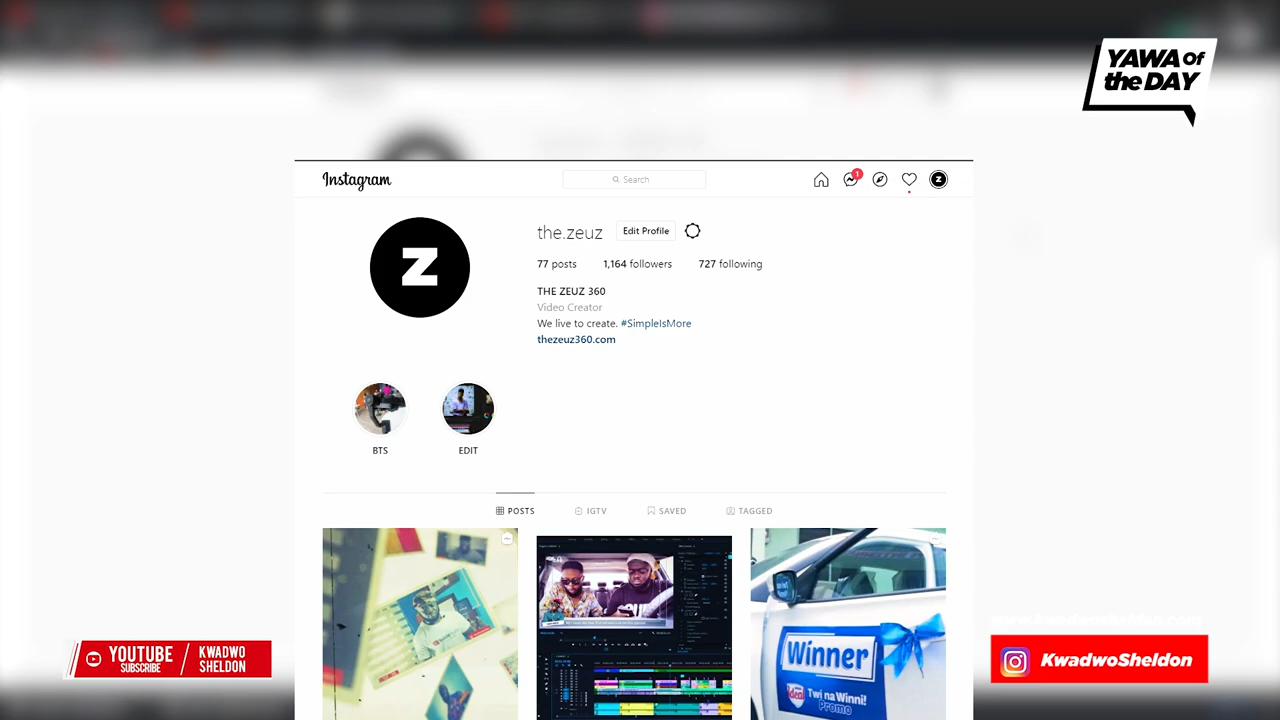 YAWA of
the DAY
Instagram
Search
1
Z
Z
the.zeuz
Edit Profile
77 posts
1,164 followers
727 following
THE ZEUZ 360
Video Creator
We live to create. #SimpleIsMore
thezeuz360.com
BTS
EDIT
POSTS
IGTV
SAVED
TAGGED
Winner
Ideal
Twi na Winni!
Promo
YOUTUBE
SUBSCRIBE
KWADWO
SHELDON
KwadwoSheldon